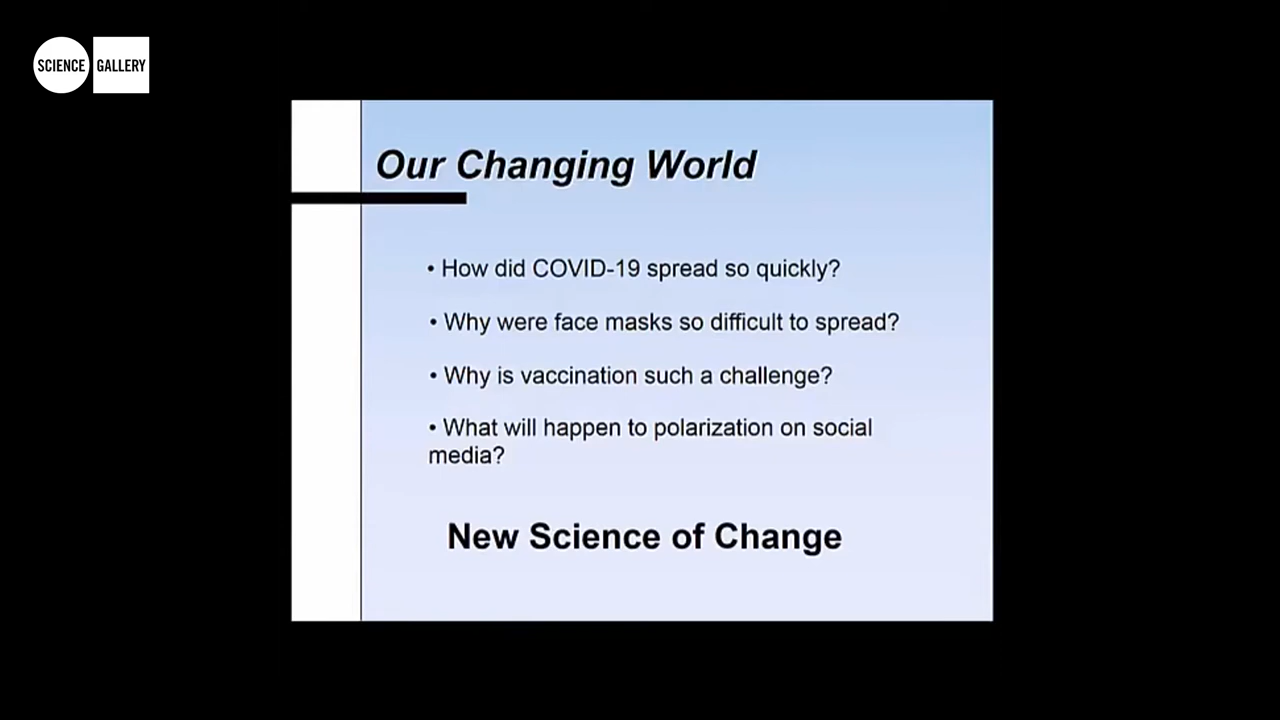 SCIENCE GALLERY
Our Changing World
• How did COVID-19 spread so quickly?
• Why were face masks so difficult to spread?
• Why is vaccination such a challenge?
• What will happen to polarization on social
media?
New Science of Change